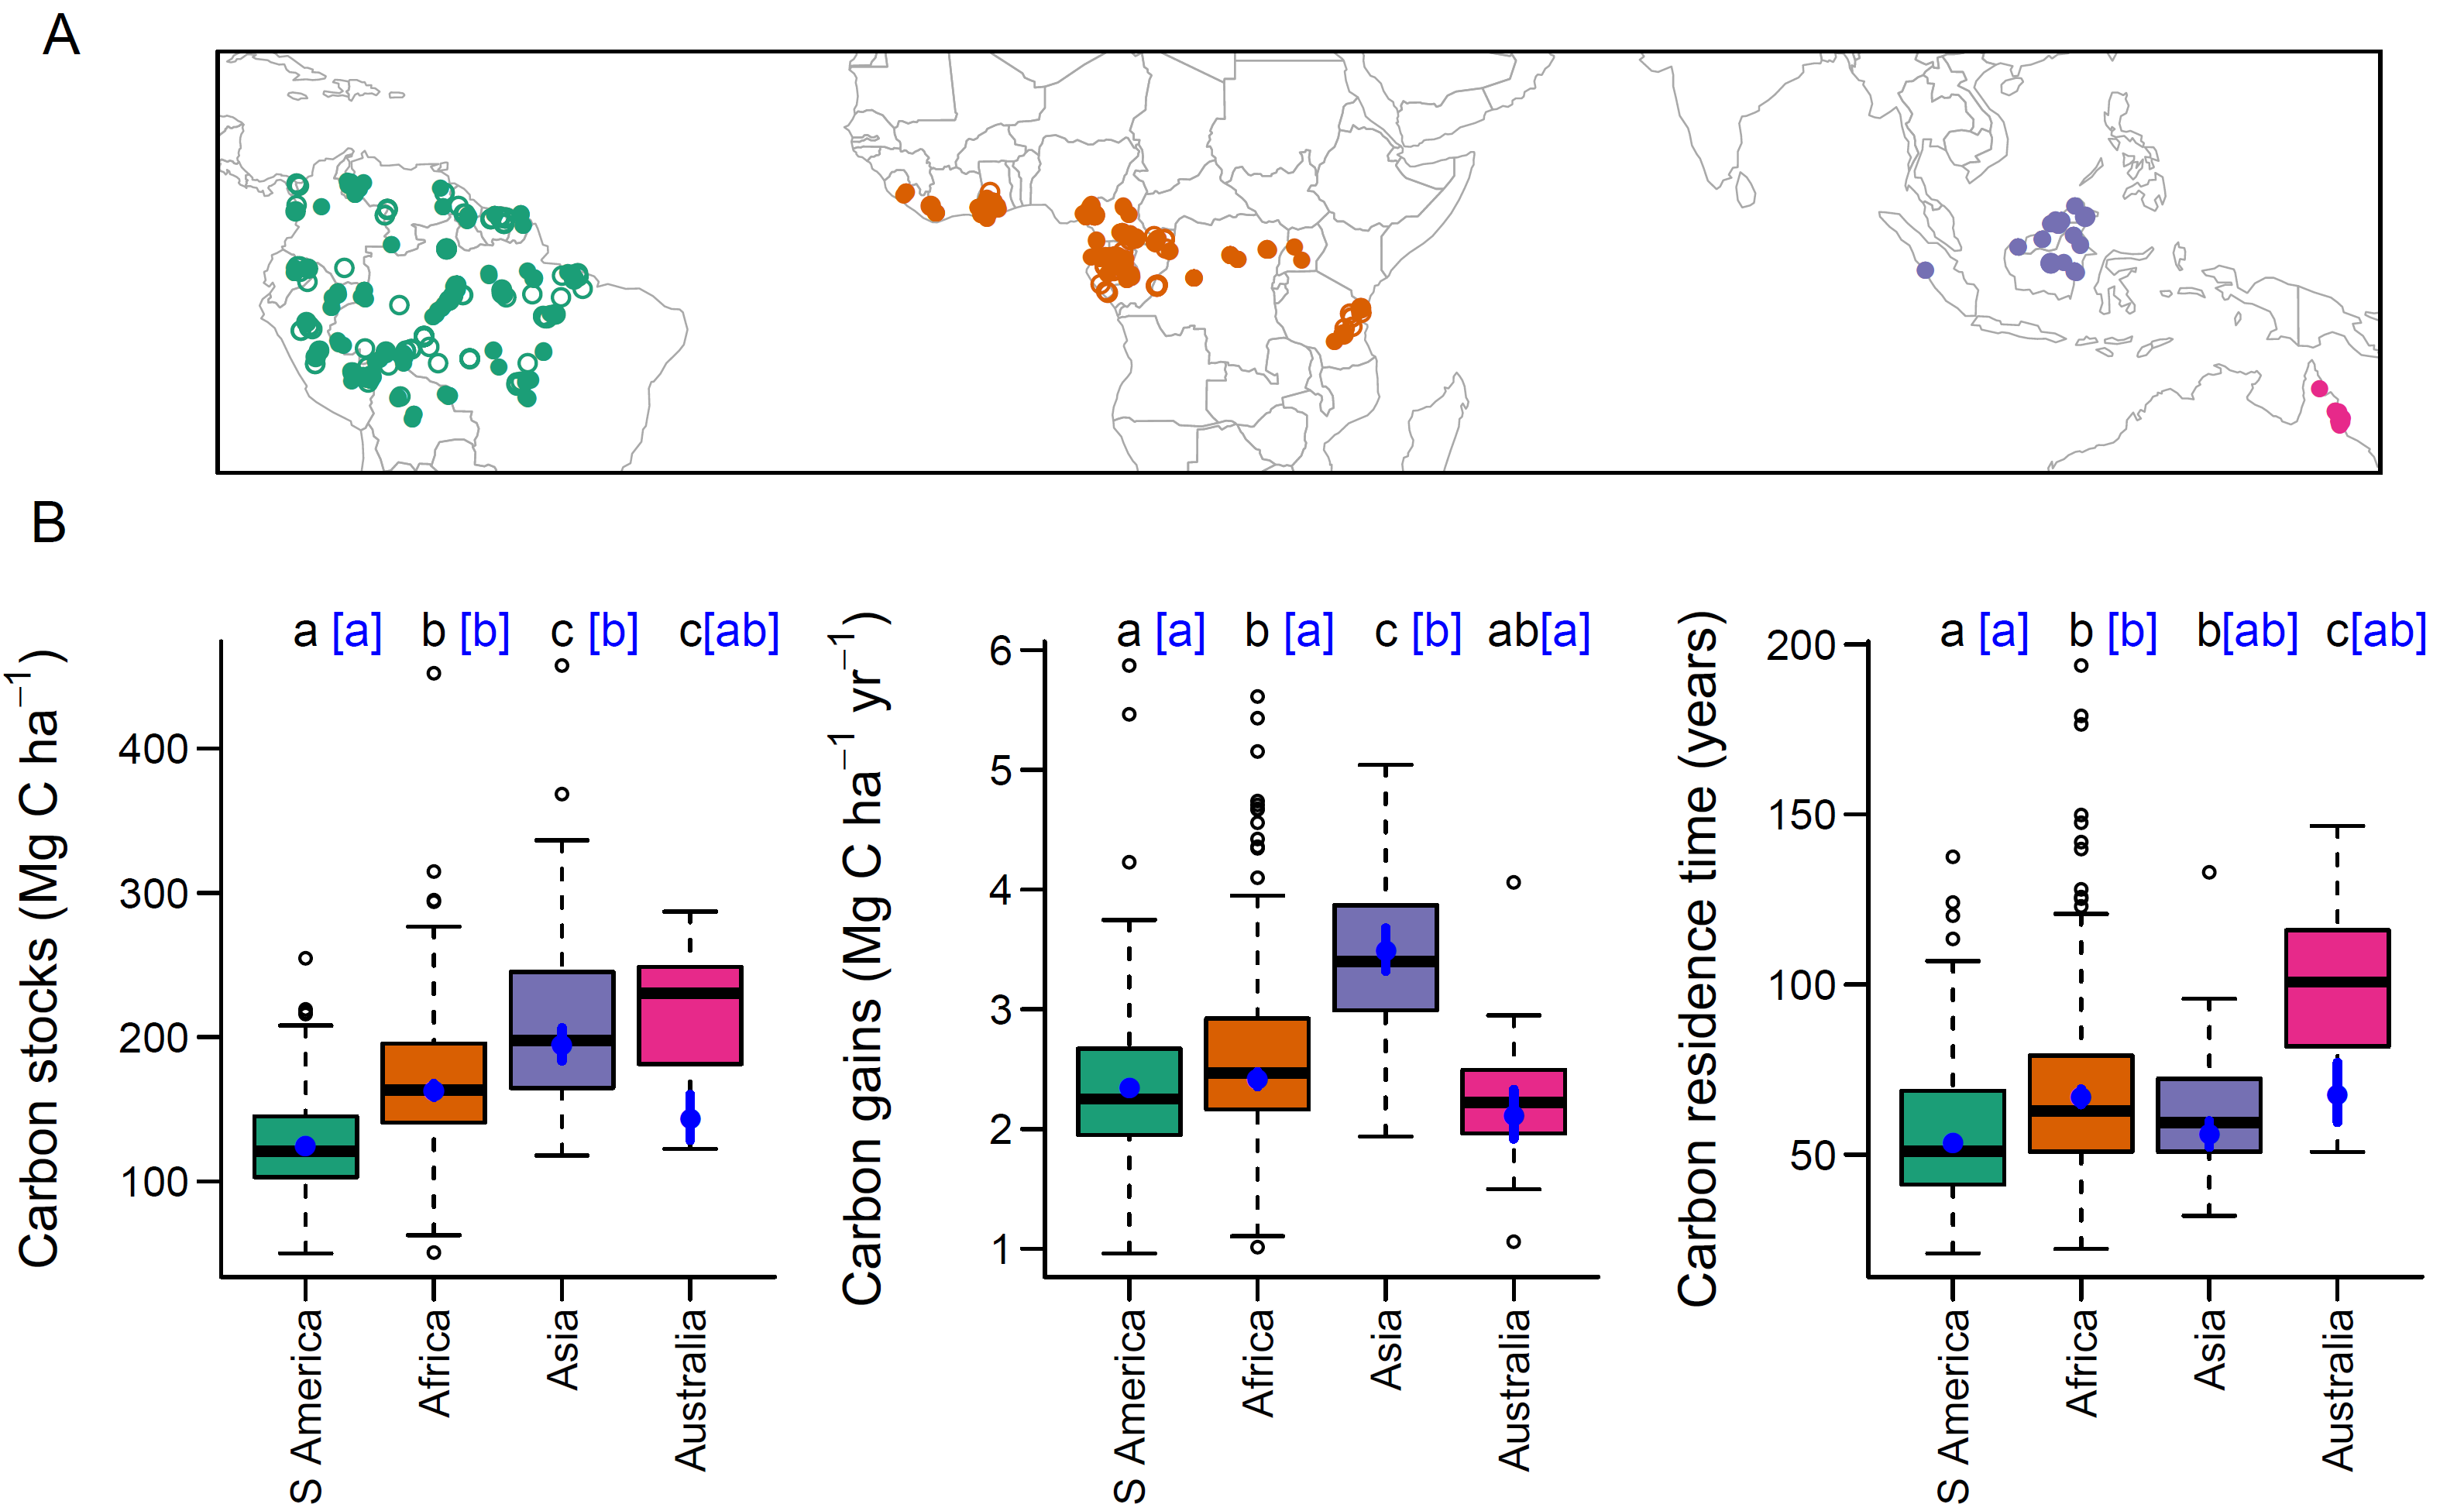 A
B
Carbon stocks (Mg C ha⁻¹)
a [a] b [b] c [b] c[ab]
400
300
200
100
S America
Africa
Asia
Australia
Carbon gains (Mg C ha⁻¹ yr⁻¹)
a [a] b [a] c [b] ab[a]
6
5
4
3
2
1
S America
Africa
Asia
Australia
Carbon residence time (years)
a [a] b [b] b[ab] c[ab]
200
150
100
50
S America
Africa
Asia
Australia